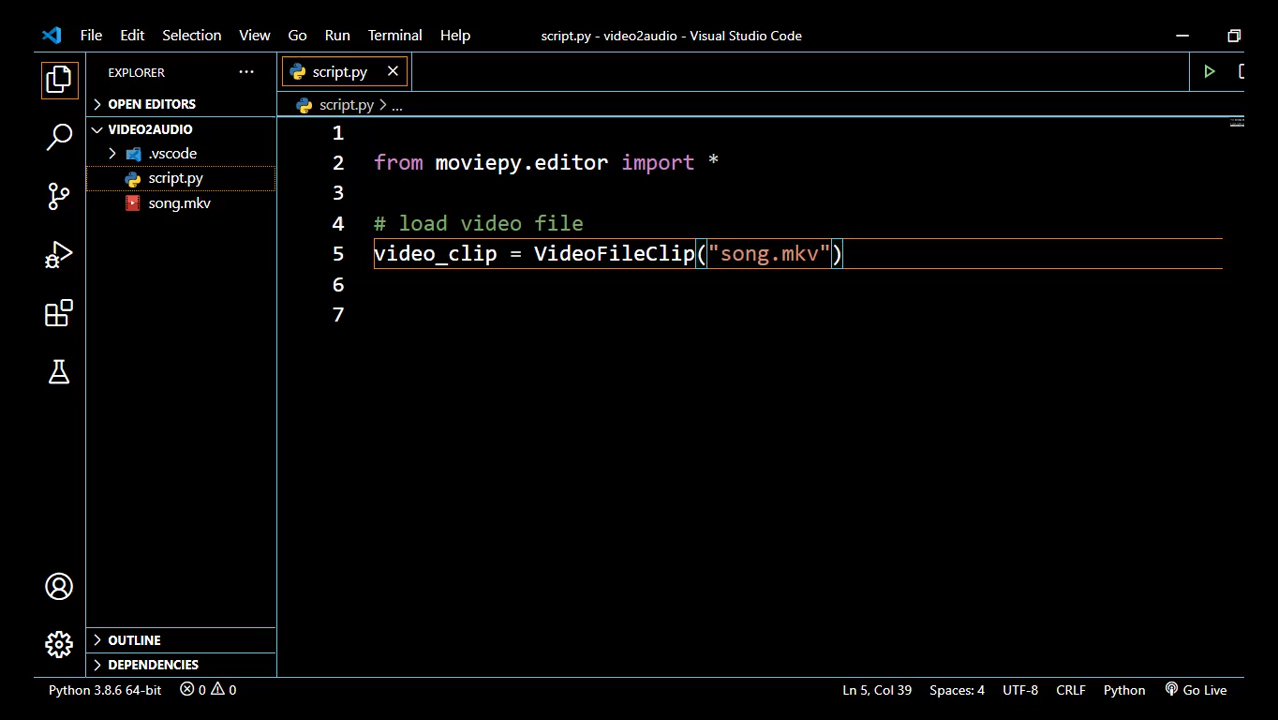 File Edit Selection View Go Run Terminal Help script.py - video2audio - Visual Studio Code
EXPLORER ...
OPEN EDITORS
VIDEO2AUDIO
.vscode
script.py
song.mkv
OUTLINE
DEPENDENCIES
script.py
script.py > ...
1
2 from moviepy.editor import *
3
4 # load video file
5 video_clip = VideoFileClip("song.mkv")
6
7
Python 3.8.6 64-bit 0 0 Ln 5, Col 39 Spaces: 4 UTF-8 CRLF Python Go Live